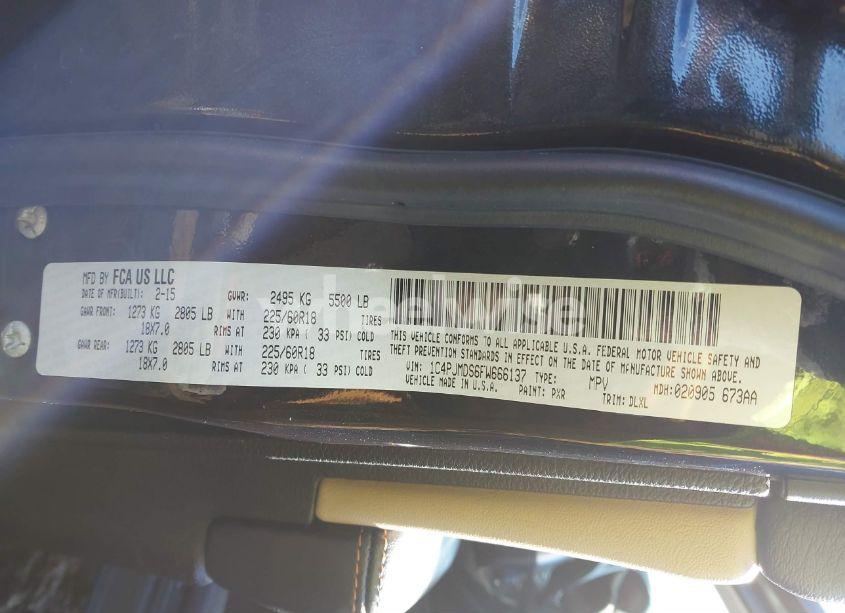 MFD BY FCA US LLC
DATE OF MFR(BUILT): 2-15 GVWR: 2495 KG 5500 LB
GAWR FRONT: 1273 KG 2805 LB WITH 225/60R18 TIRES
18X7.0 RIMS AT 230 KPA ( 33 PSI) COLD
GAWR REAR: 1273 KG 2805 LB WITH 225/60R18 TIRES
18X7.0 RIMS AT 230 KPA ( 33 PSI) COLD
THIS VEHICLE CONFORMS TO ALL APPLICABLE U.S.A. FEDERAL MOTOR VEHICLE SAFETY AND
THEFT PREVENTION STANDARDS IN EFFECT ON THE DATE OF MANUFACTURE SHOWN ABOVE.
VIN: 1C4PJMDS6FW666137 TYPE: MPV MDH:020905 673AA
VEHICLE MADE IN U.S.A. PAINT: PXR TRIM: DLXL
wheelwise